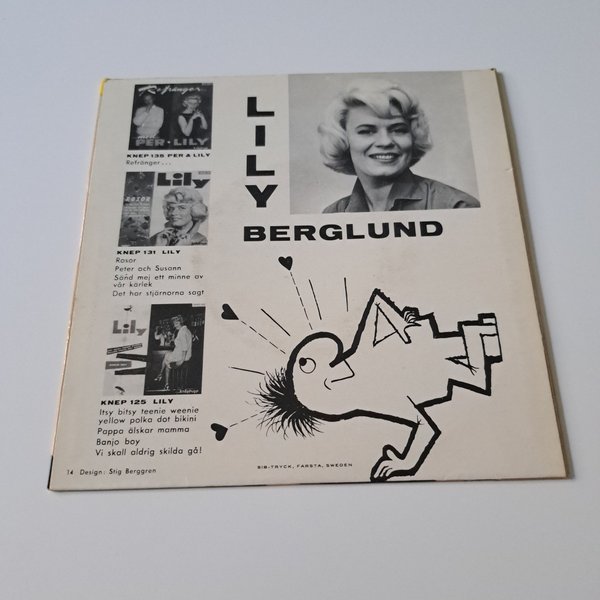 Refränger...
PER · LILY
KNEP 135 PER & LILY
Refränger...
Lily
ROSOR
KNEP 131 LILY
Rosor
Peter och Susann
Sänd mej ett minne av
vår kärlek
Det har stjärnorna sagt
Lily
KNEP 125 LILY
Itsy bitsy teenie weenie
yellow polka dot bikini
Pappa älskar mamma
Banjo boy
Vi skall aldrig skilda gå!
14 Design: Stig Berggren
LILY
BERGLUND
SIB-TRYCK, FARSTA, SWEDEN